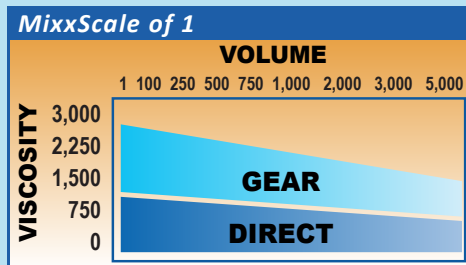 MixxScale of 1
VOLUME
1 100 250 500 750 1,000 2,000 3,000 5,000
VISCOSITY
3,000
2,250
1,500
750
0
GEAR
DIRECT